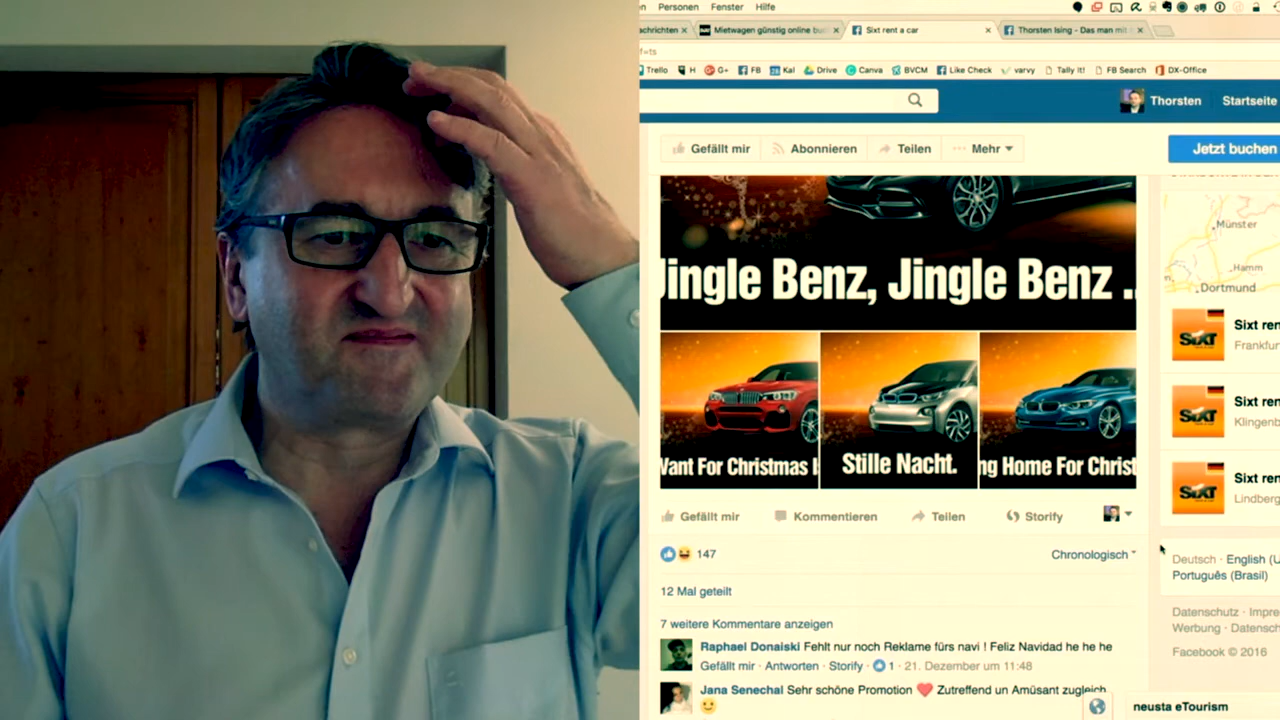 Personen Fenster Hilfe
Mietwagen günstig online
Sixt rent a car
Thorsten Ising - Das man mit
f=ts
Trello H G+ FB Kal Drive Canva BVCM Like Check varvy Tally It! FB Search DX-Office
Thorsten Startseite
Gefällt mir Abonnieren Teilen Mehr
Jetzt buchen
Münster
Hamm
Dortmund
Jingle Benz, Jingle Benz ..
Want For Christmas
Stille Nacht.
ng Home For Christ
SIXT Sixt ren
Frankfur
SIXT Sixt ren
Klingenb
SIXT Sixt ren
Lindberg
Gefällt mir Kommentieren Teilen Storify
147
Chronologisch
12 Mal geteilt
7 weitere Kommentare anzeigen
Raphael Donaiski Fehlt nur noch Reklame fürs navi ! Feliz Navidad he he he
Gefällt mir · Antworten · Storify · 1 · 21. Dezember um 11:48
Jana Senechal Sehr schöne Promotion ❤ Zutreffend un Amüsant zugleich
Deutsch · English (U
Português (Brasil)
Datenschutz · Impre
Werbung · Datensch
Facebook © 2016
neusta eTourism